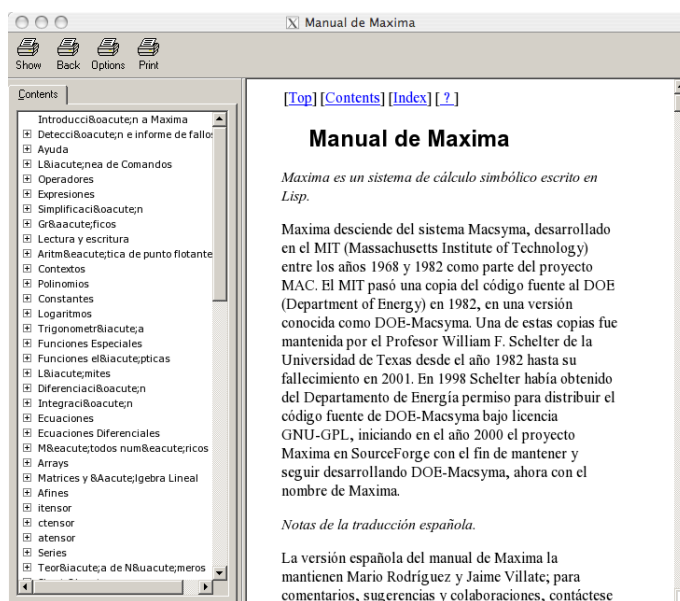 Manual de Maxima
Show Back Options Print
Contents
Introducci&oacute;n a Maxima
Detecci&oacute;n e informe de fallos
Ayuda
L&iacute;nea de Comandos
Operadores
Expresiones
Simplificaci&oacute;n
Gr&aacute;ficos
Lectura y escritura
Aritm&eacute;tica de punto flotante
Contextos
Polinomios
Constantes
Logaritmos
Trigonometr&iacute;a
Funciones Especiales
Funciones el&iacute;pticas
L&iacute;mites
Diferenciaci&oacute;n
Integraci&oacute;n
Ecuaciones
Ecuaciones Diferenciales
M&eacute;todos num&eacute;ricos
Arrays
Matrices y &Aacute;lgebra Lineal
Afines
itensor
ctensor
atensor
Series
Teor&iacute;a de N&uacute;meros
[Top] [Contents] [Index] [ ? ]
Manual de Maxima
Maxima es un sistema de cálculo simbólico escrito en
Lisp.
Maxima desciende del sistema Macsyma, desarrollado
en el MIT (Massachusetts Institute of Technology)
entre los años 1968 y 1982 como parte del proyecto
MAC. El MIT pasó una copia del código fuente al DOE
(Department of Energy) en 1982, en una versión
conocida como DOE-Macsyma. Una de estas copias fue
mantenida por el Profesor William F. Schelter de la
Universidad de Texas desde el año 1982 hasta su
fallecimiento en 2001. En 1998 Schelter había obtenido
del Departamento de Energía permiso para distribuir el
código fuente de DOE-Macsyma bajo licencia
GNU-GPL, iniciando en el año 2000 el proyecto
Maxima en SourceForge con el fin de mantener y
seguir desarrollando DOE-Macsyma, ahora con el
nombre de Maxima.
Notas de la traducción española.
La versión española del manual de Maxima la
mantienen Mario Rodríguez y Jaime Villate; para
comentarios, sugerencias y colaboraciones, contáctese